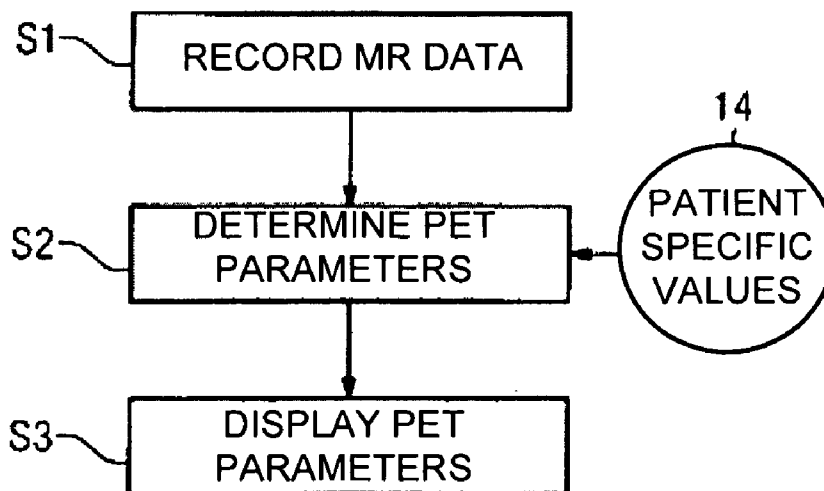 S1
RECORD MR DATA
14
PATIENT
SPECIFIC
VALUES
S2
DETERMINE PET
PARAMETERS
S3
DISPLAY PET
PARAMETERS